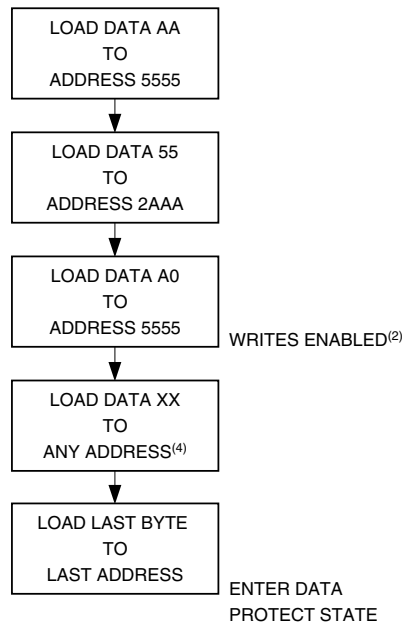 LOAD DATA AA
TO
ADDRESS 5555
LOAD DATA 55
TO
ADDRESS 2AAA
LOAD DATA A0
TO
ADDRESS 5555
WRITES ENABLED(2)
LOAD DATA XX
TO
ANY ADDRESS(4)
LOAD LAST BYTE
TO
LAST ADDRESS
ENTER DATA
PROTECT STATE